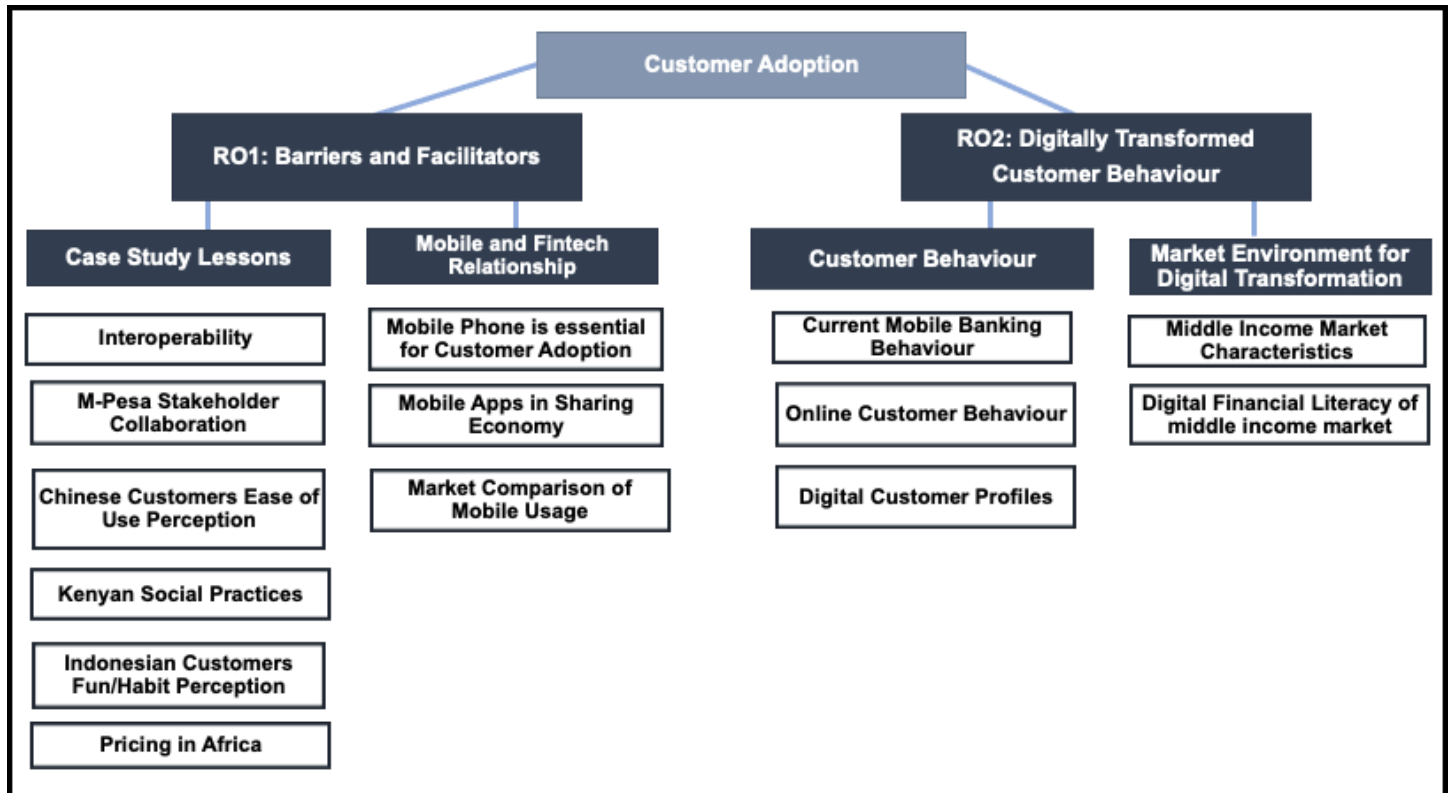 Customer Adoption
RO1: Barriers and Facilitators
RO2: Digitally Transformed
Customer Behaviour
Case Study Lessons
Interoperability
M-Pesa Stakeholder
Collaboration
Chinese Customers Ease of
Use Perception
Kenyan Social Practices
Indonesian Customers
Fun/Habit Perception
Pricing in Africa
Mobile and Fintech
Relationship
Mobile Phone is essential
for Customer Adoption
Mobile Apps in Sharing
Economy
Market Comparison of
Mobile Usage
Customer Behaviour
Current Mobile Banking
Behaviour
Online Customer Behaviour
Digital Customer Profiles
Market Environment for
Digital Transformation
Middle Income Market
Characteristics
Digital Financial Literacy of
middle income market